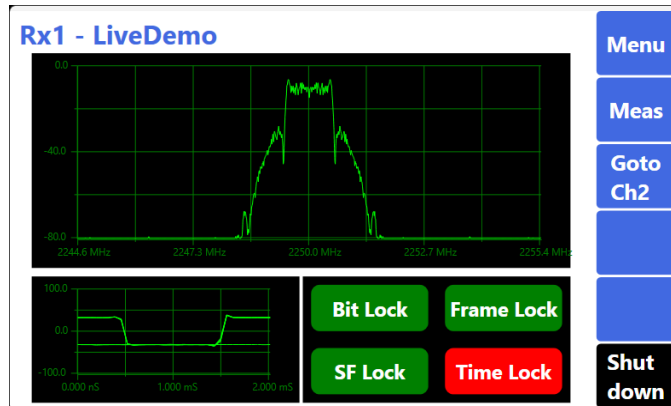 Rx1 - LiveDemo
Menu
Meas
Goto
Ch2
Shut
down
0.0
-40.0
-80.0
2244.6 MHz 2247.3 MHz 2250.0 MHz 2252.7 MHz 2255.4 MHz
100.0
0.0
-100.0
0.000 nS 1.000 mS 2.000 mS
Bit Lock Frame Lock
SF Lock Time Lock